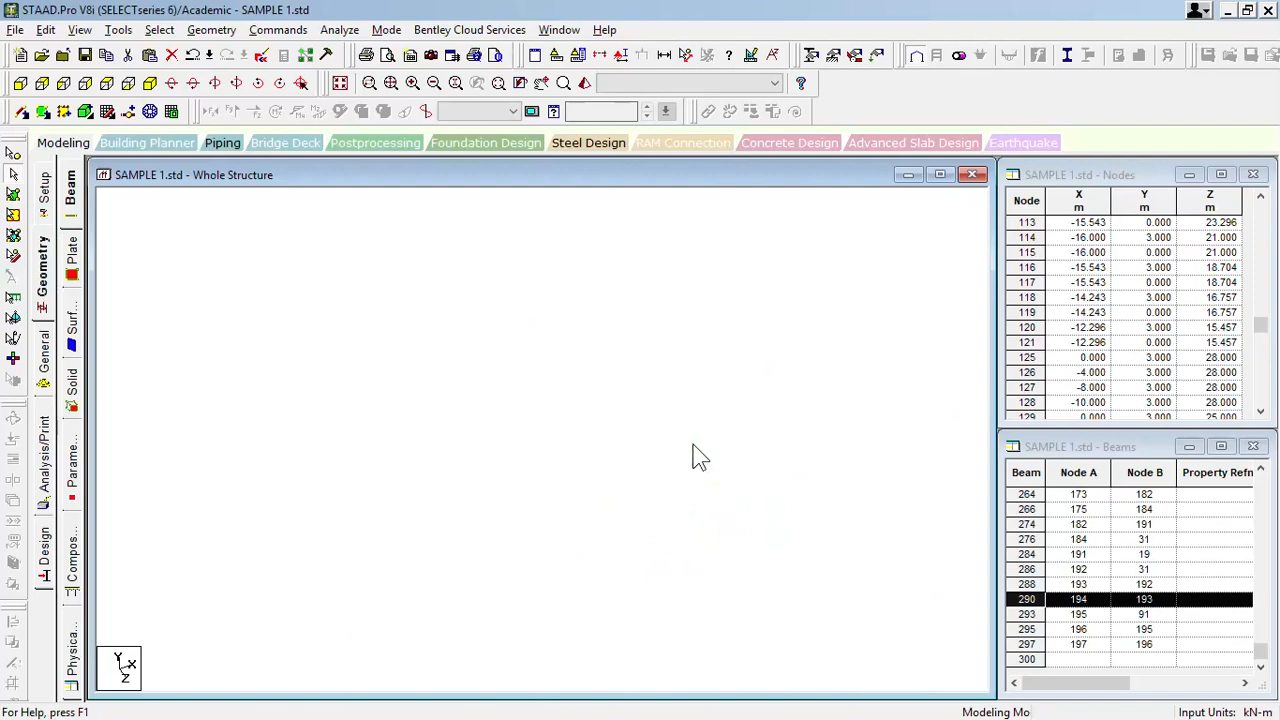 STAAD.Pro V8i (SELECTseries 6)/Academic - SAMPLE 1.std
File Edit View Tools Select Geometry Commands Analyze Mode Bentley Cloud Services Window Help
Modeling Building Planner Piping Bridge Deck Postprocessing Foundation Design Steel Design RAM Connection Concrete Design Advanced Slab Design Earthquake
Setup
Geometry
General
Analysis/Print
Design
Beam
Plate
Surf...
Solid
Parame...
Compos...
Physica...
SAMPLE 1.std - Whole Structure
Y
X
Z
SAMPLE 1.std - Nodes
Node X m Y m Z m
113 -15.543 0.000 23.296
114 -16.000 3.000 21.000
115 -16.000 0.000 21.000
116 -15.543 3.000 18.704
117 -15.543 0.000 18.704
118 -14.243 3.000 16.757
119 -14.243 0.000 16.757
120 -12.296 3.000 15.457
121 -12.296 0.000 15.457
125 0.000 3.000 28.000
126 -4.000 3.000 28.000
127 -8.000 3.000 28.000
128 -10.000 3.000 28.000
129 0.000 3.000 25.000
SAMPLE 1.std - Beams
Beam Node A Node B Property Refn
264 173 182
266 175 184
274 182 191
276 184 31
284 191 19
286 192 31
288 193 192
290 194 193
293 195 91
295 196 195
297 197 196
300
For Help, press F1
Modeling Mo Input Units: kN-m